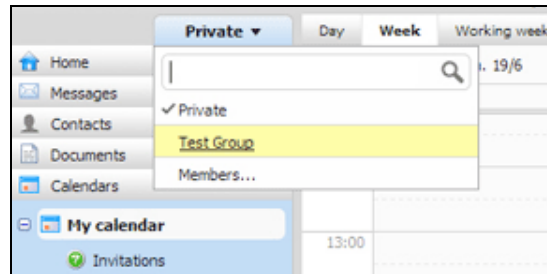 Private ▾ Day Week Working week
Home
19/6
Messages
✓ Private
Contacts
Test Group
Documents
Members...
Calendars
My calendar
13:00
Invitations